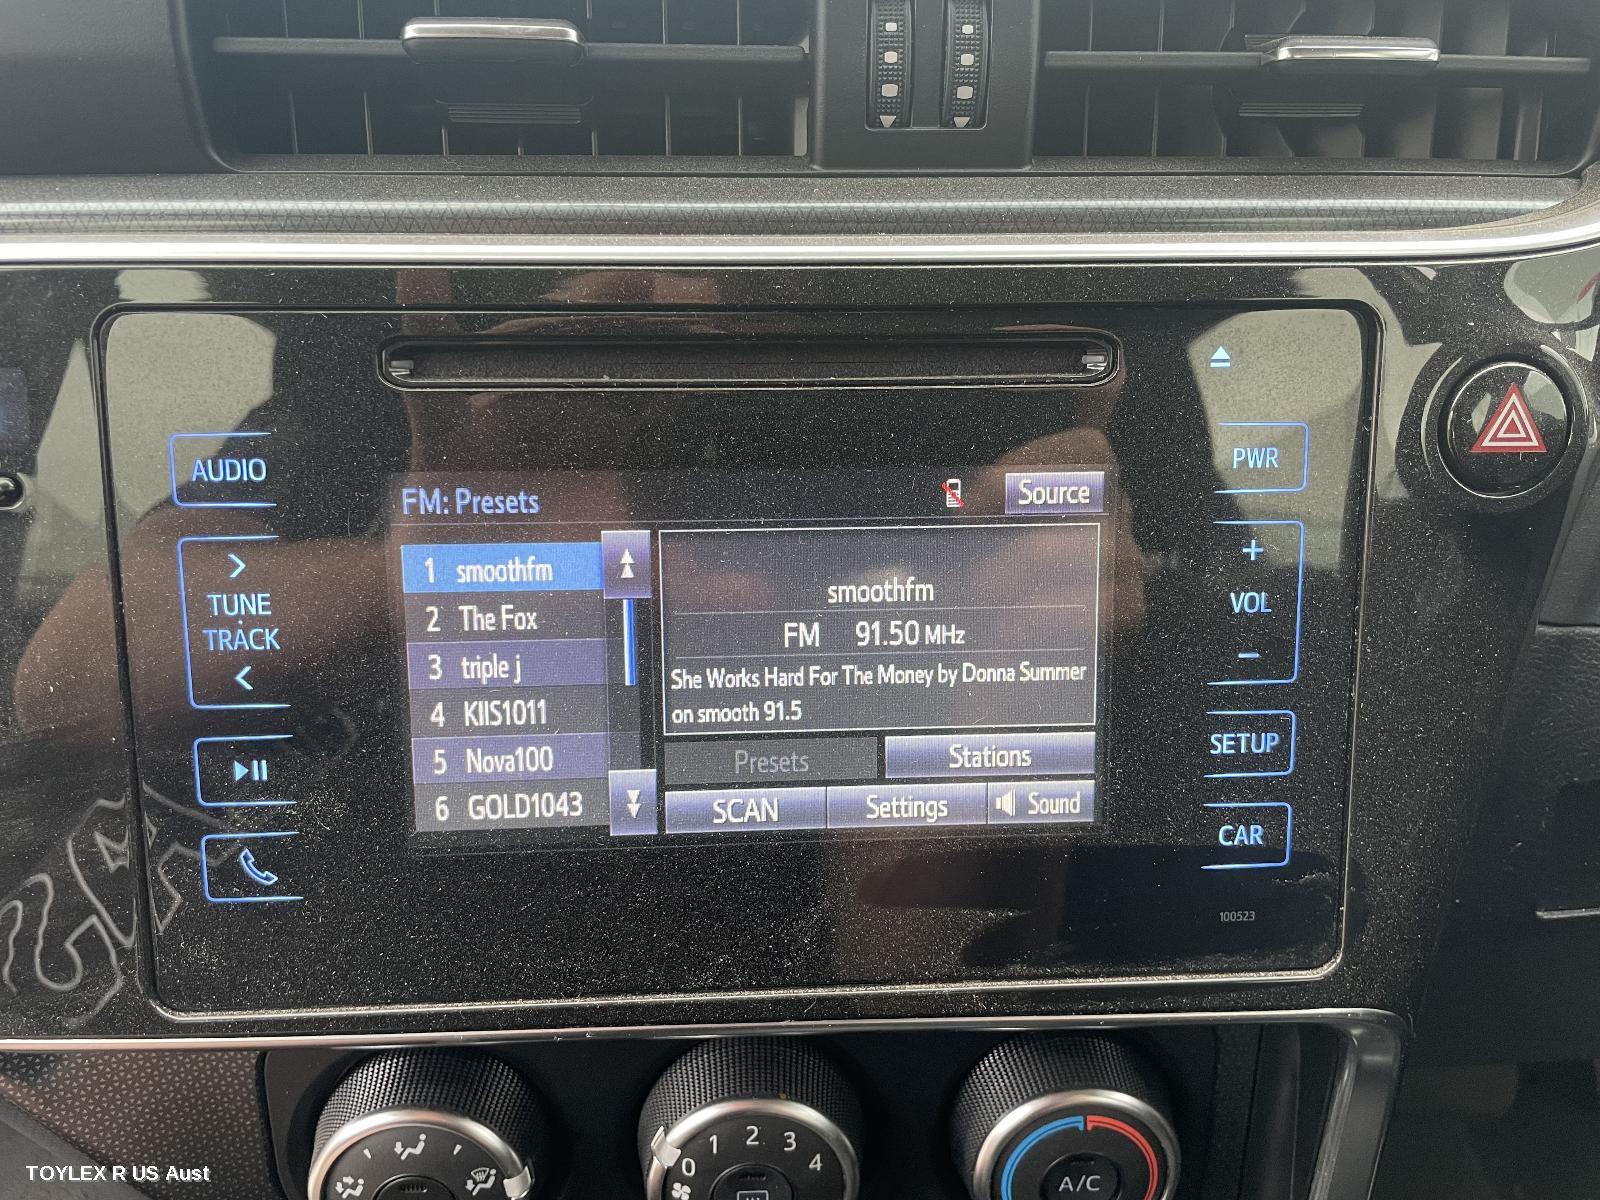 AUDIO
>
TUNE
TRACK
<
FM: Presets
Source
1 smoothfm
2 The Fox
3 triple j
4 KIIS1011
5 Nova100
6 GOLD1043
smoothfm
FM 91.50 MHz
She Works Hard For The Money by Donna Summer
on smooth 91.5
Presets
Stations
SCAN
Settings
Sound
PWR
+
VOL
-
SETUP
CAR
100523
0 1 2 3 4
A/C
TOYLEX R US Aust